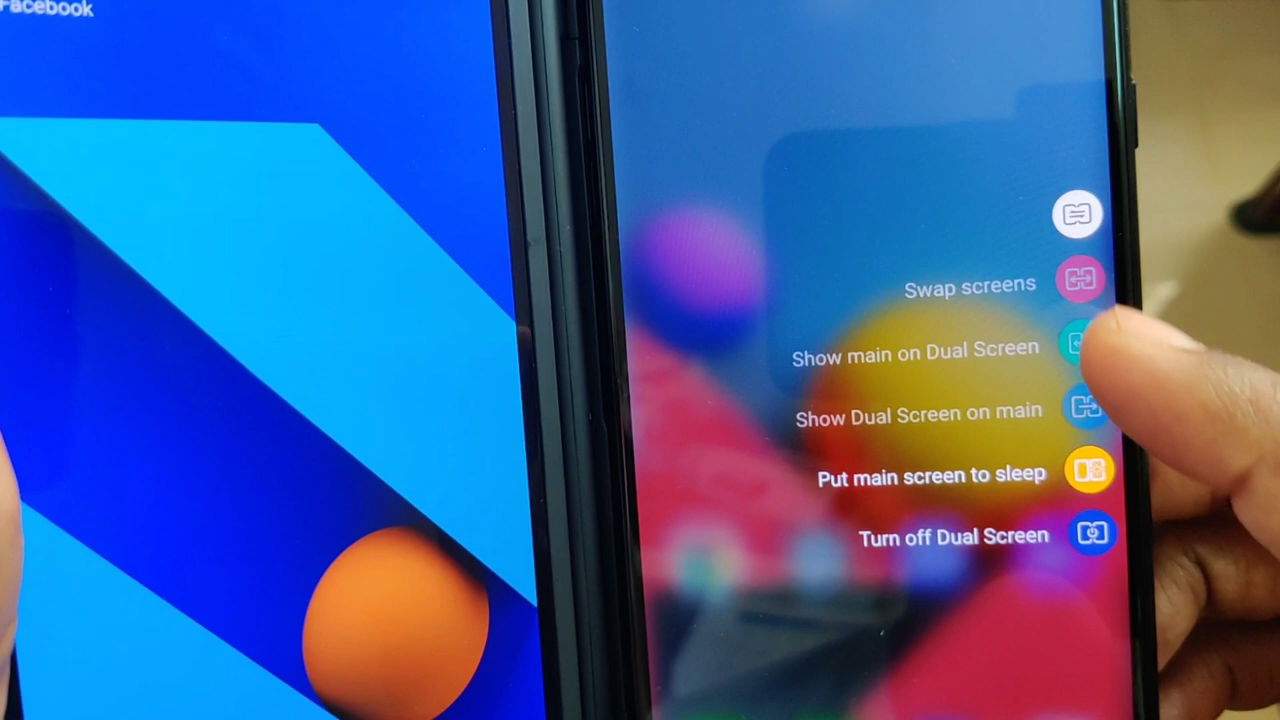 Facebook
Swap screens
Show main on Dual Screen
Show Dual Screen on main
Put main screen to sleep
Turn off Dual Screen